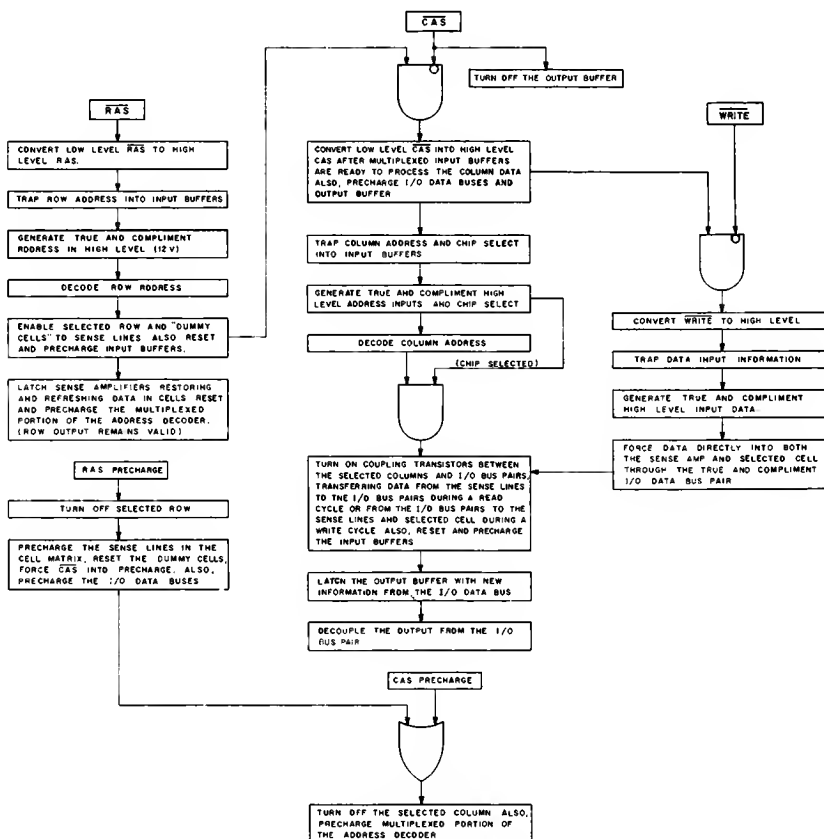 CAS
TURN OFF THE OUTPUT BUFFER
RAS
CONVERT LOW LEVEL RAS TO HIGH
LEVEL RAS.
TRAP ROW ADDRESS INTO INPUT BUFFERS
GENERATE TRUE AND COMPLIMENT
ADDRESS IN HIGH LEVEL (12 V)
DECODE ROW ADDRESS
ENABLE SELECTED ROW AND "DUMMY
CELLS" TO SENSE LINES ALSO RESET
AND PRECHARGE INPUT BUFFERS.
LATCH SENSE AMPLIFIERS RESTORING
AND REFRESHING DATA IN CELLS RESET
AND PRECHARGE THE MULTIPLEXED
PORTION OF THE ADDRESS DECODER.
(ROW OUTPUT REMAINS VALID)
RAS PRECHARGE
TURN OFF SELECTED ROW
PRECHARGE THE SENSE LINES IN THE
CELL MATRIX, RESET THE DUMMY CELLS,
FORCE CAS INTO PRECHARGE. ALSO,
PRECHARGE THE I/O DATA BUSES
CONVERT LOW LEVEL CAS INTO HIGH LEVEL
CAS AFTER MULTIPLEXED INPUT BUFFERS
ARE READY TO PROCESS THE COLUMN DATA
ALSO, PRECHARGE I/O DATA BUSES AND
OUTPUT BUFFER
TRAP COLUMN ADDRESS AND CHIP SELECT
INTO INPUT BUFFERS
GENERATE TRUE AND COMPLIMENT HIGH
LEVEL ADDRESS INPUTS AND CHIP SELECT
DECODE COLUMN ADDRESS
(CHIP SELECTED)
TURN ON COUPLING TRANSISTORS BETWEEN
THE SELECTED COLUMNS AND I/O BUS PAIRS,
TRANSFERRING DATA FROM THE SENSE LINES
TO THE I/O BUS PAIRS DURING A READ
CYCLE OR FROM THE I/O BUS PAIRS TO THE
SENSE LINES AND SELECTED CELL DURING A
WRITE CYCLE ALSO, RESET AND PRECHARGE
THE INPUT BUFFERS
LATCH THE OUTPUT BUFFER WITH NEW
INFORMATION FROM THE I/O DATA BUS
DECOUPLE THE OUTPUT FROM THE I/O
BUS PAIR
WRITE
CONVERT WRITE TO HIGH LEVEL
TRAP DATA INPUT INFORMATION
GENERATE TRUE AND COMPLIMENT
HIGH LEVEL INPUT DATA
FORCE DATA DIRECTLY INTO BOTH
THE SENSE AMP AND SELECTED CELL
THROUGH THE TRUE AND COMPLIMENT
I/O DATA BUS PAIR
CAS PRECHARGE
TURN OFF THE SELECTED COLUMN ALSO,
PRECHARGE MULTIPLEXED PORTION OF
THE ADDRESS DECODER